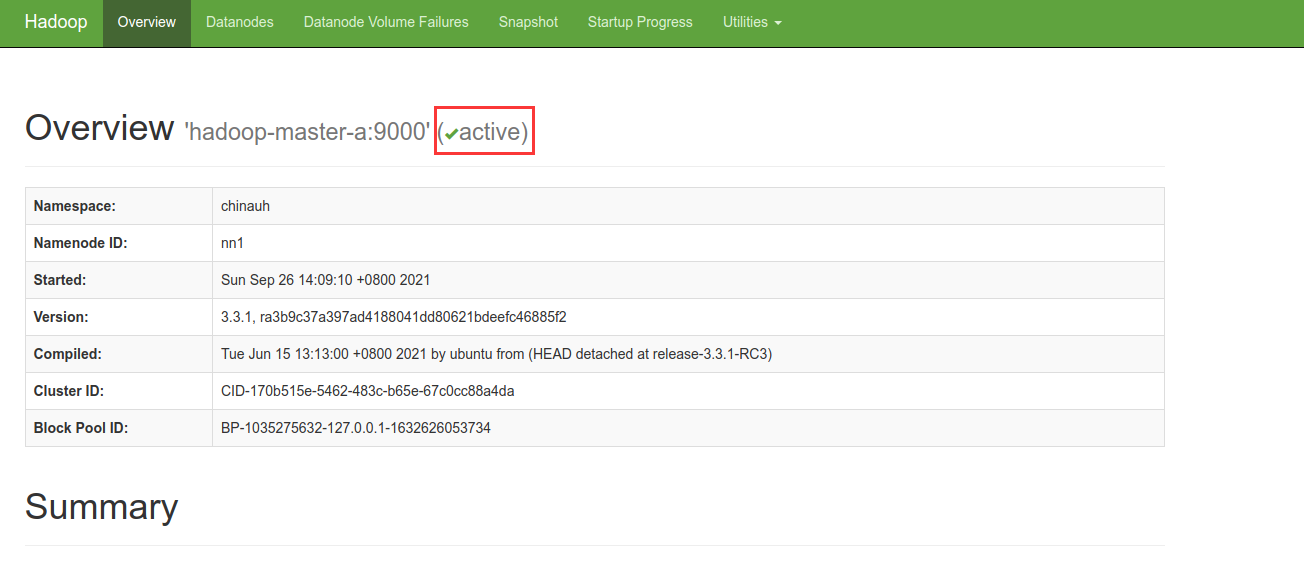 Hadoop Overview Datanodes Datanode Volume Failures Snapshot Startup Progress Utilities
Overview 'hadoop-master-a:9000' (✔active)
Namespace: chinauh
Namenode ID: nn1
Started: Sun Sep 26 14:09:10 +0800 2021
Version: 3.3.1, ra3b9c37a397ad4188041dd80621bdeefc46885f2
Compiled: Tue Jun 15 13:13:00 +0800 2021 by ubuntu from (HEAD detached at release-3.3.1-RC3)
Cluster ID: CID-170b515e-5462-483c-b65e-67c0cc88a4da
Block Pool ID: BP-1035275632-127.0.0.1-1632626053734
Summary